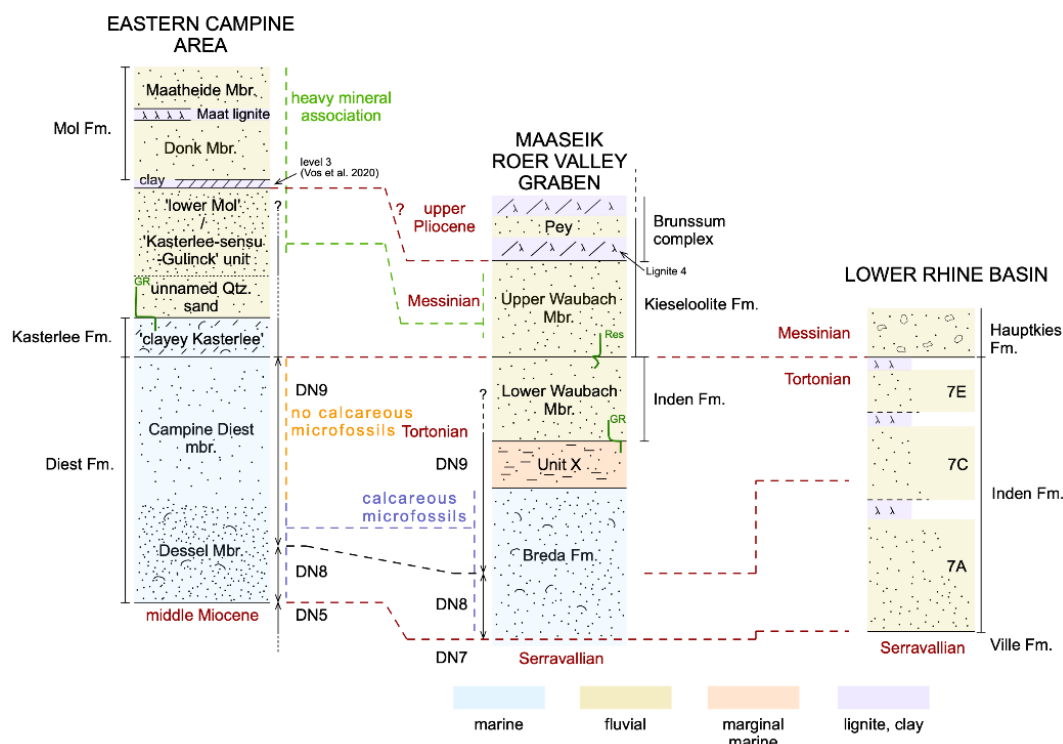 EASTERN CAMPINE
AREA
Maatheide Mbr.
Maat lignite
Mol Fm.
Donk Mbr.
clay
level 3
(Vos et al. 2020)
heavy mineral
association
'lower Mol'
/
'Kasterlee-sensu
-Gulinck' unit
?
GR
unnamed Qtz.
sand
Kasterlee Fm.
'clayey Kasterlee'
Diest Fm.
Campine Diest
mbr.
Dessel Mbr.
middle Miocene
DN9
no calcareous
microfossils
calcareous
microfossils
DN8
DN5
?
upper
Pliocene
Messinian
Tortonian
?
DN9
DN8
DN7
MAASEIK
ROER VALLEY
GRABEN
Pey
Brunssum
complex
Lignite 4
Upper Waubach
Mbr.
Kieseloolite Fm.
Res
Lower Waubach
Mbr.
Inden Fm.
GR
Unit X
Breda Fm.
Serravallian
LOWER RHINE BASIN
Messinian
Hauptkies
Fm.
Tortonian
7E
7C
Inden Fm.
7A
Serravallian
Ville Fm.
marine
fluvial
marginal
marine
lignite, clay